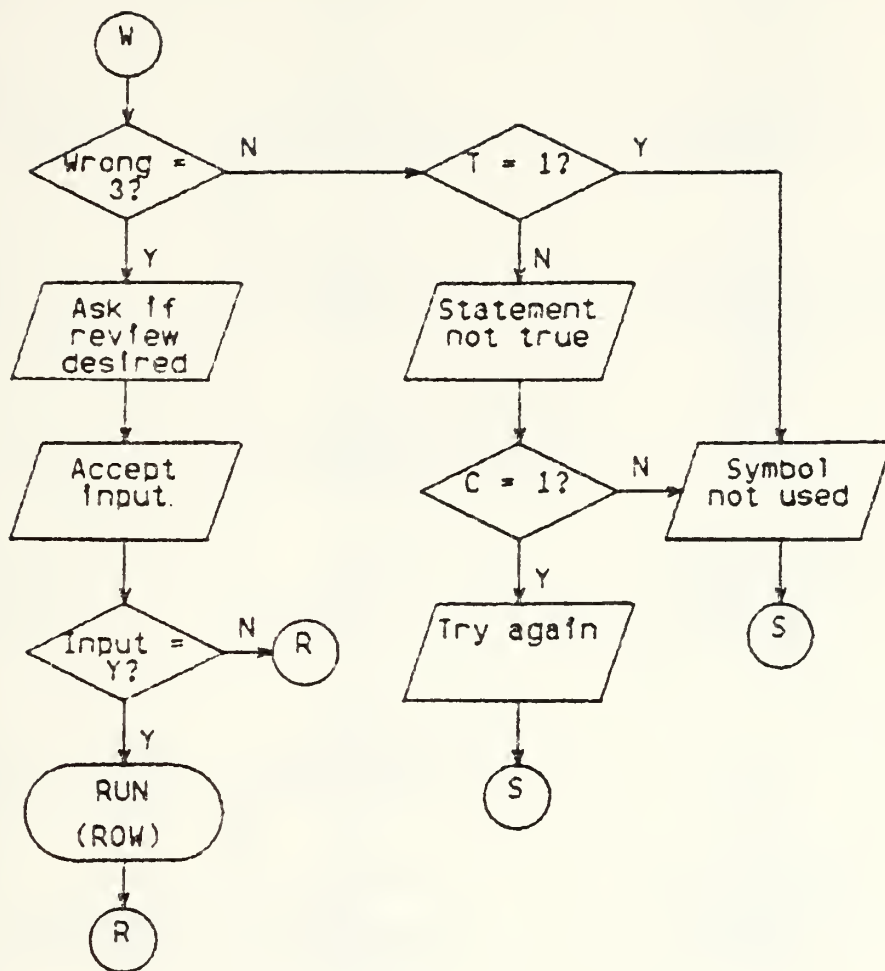 W
Wrong =
3?
N
T = 1?
Y
Y
N
Ask if
review
desired
Statement
not true
Accept
input.
C = 1?
N
Symbol
not used
Y
Input =
Y?
N
R
Try again
S
Y
RUN
(ROW)
S
R